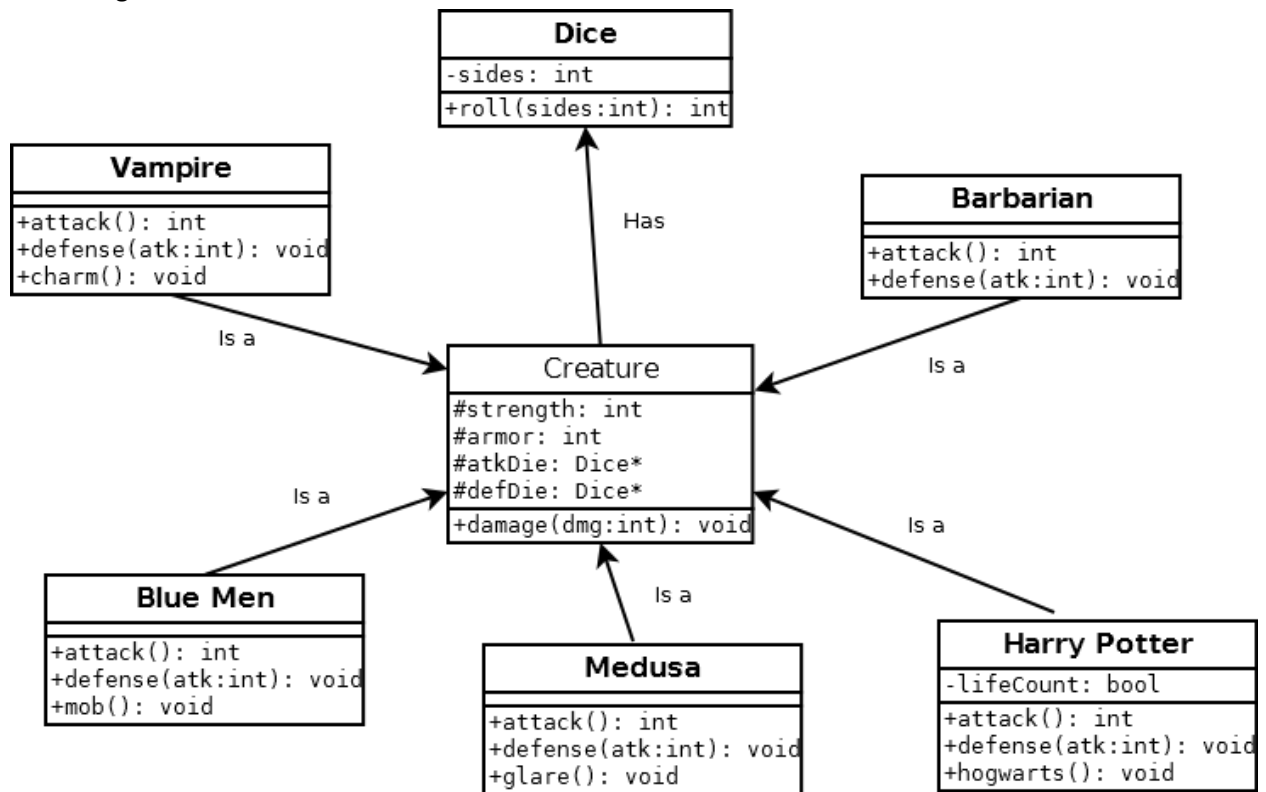 Dice
-sides: int
+roll(sides:int): int
Vampire
+attack(): int
+defense(atk:int): void
+charm(): void
Has
Barbarian
+attack(): int
+defense(atk:int): void
Is a
Is a
Creature
#strength: int
#armor: int
#atkDie: Dice*
#defDie: Dice*
+damage(dmg:int): void
Is a
Is a
Is a
Blue Men
+attack(): int
+defense(atk:int): void
+mob(): void
Medusa
+attack(): int
+defense(atk:int): void
+glare(): void
Harry Potter
-lifeCount: bool
+attack(): int
+defense(atk:int): void
+hogwarts(): void